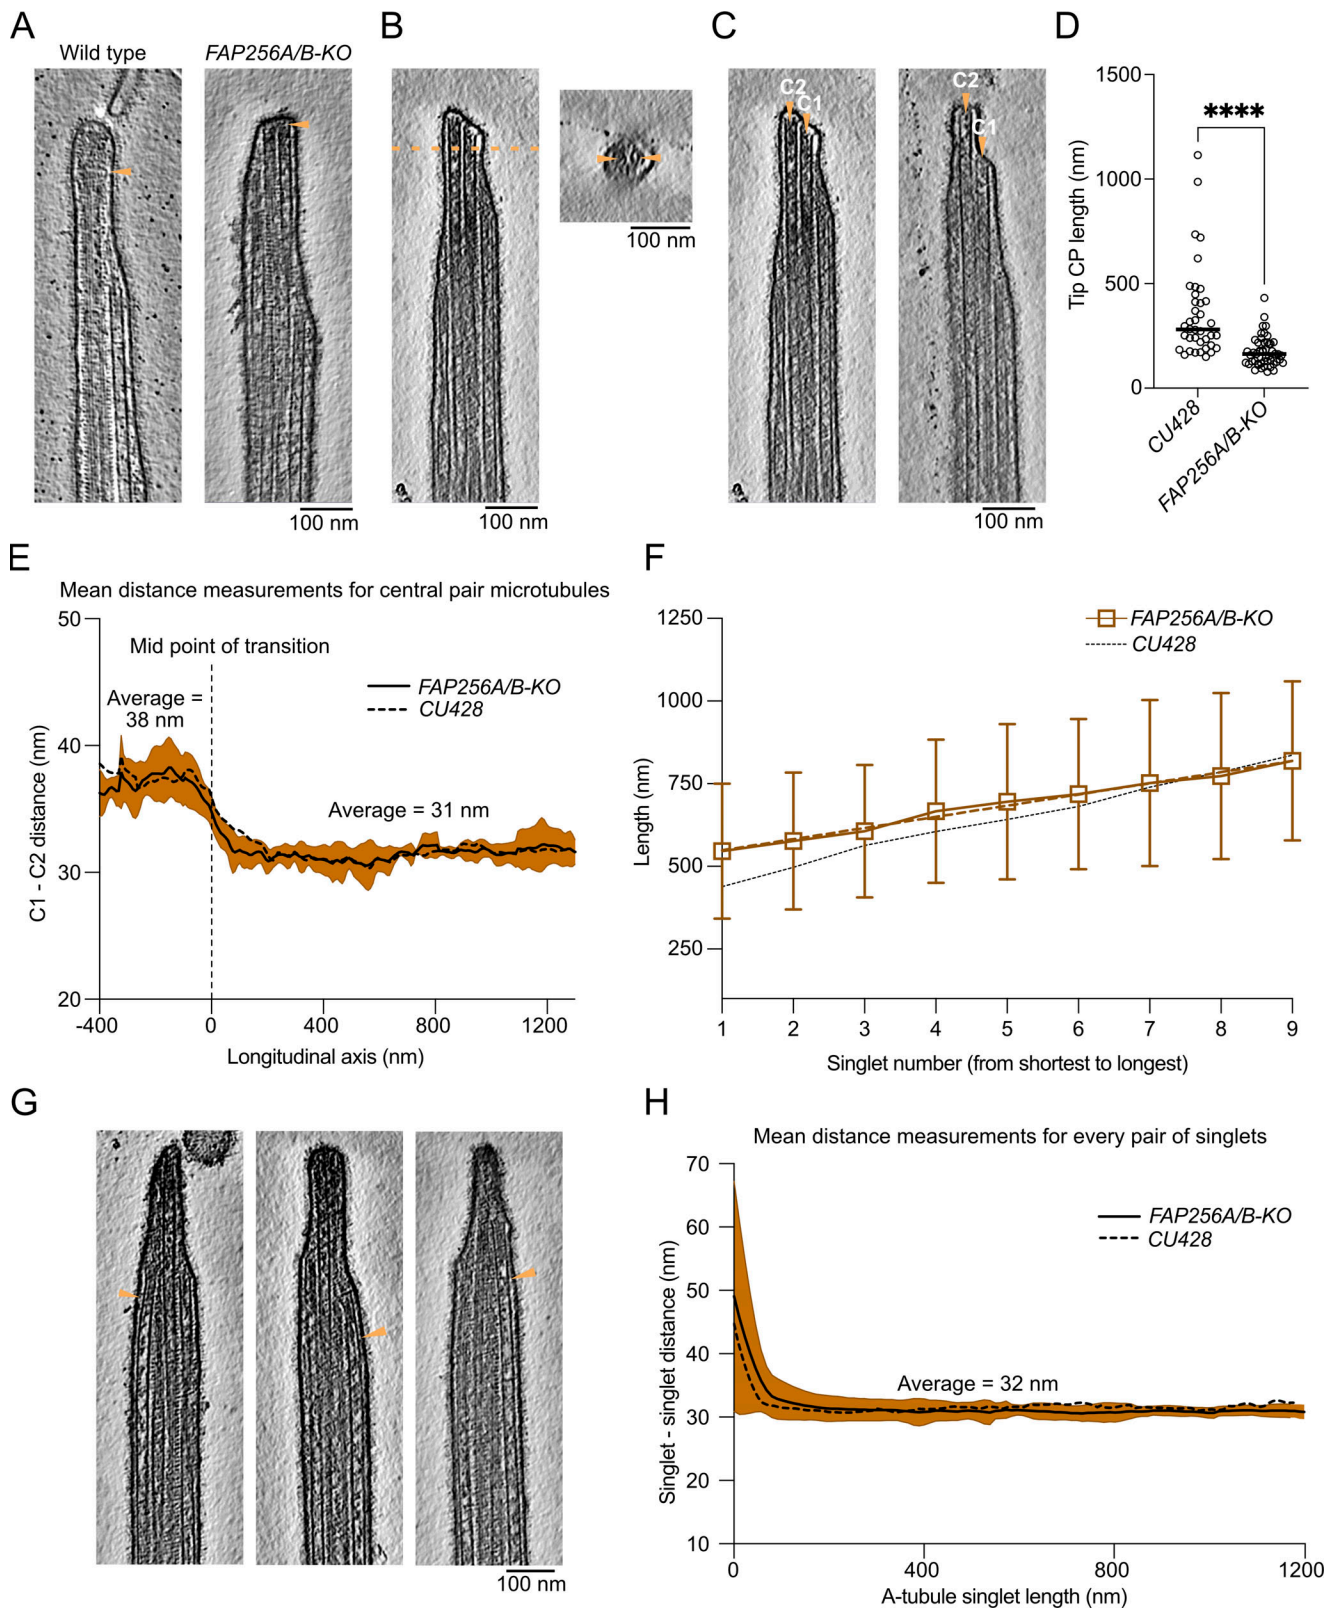 A
B
C
D
Wild type
FAP256A/B-KO
100 nm
100 nm
100 nm
C2
C1
C2
C1
100 nm
1500
1000
500
0
Tip CP length (nm)
****
CU428
FAP256A/B-KO
E
Mean distance measurements for central pair microtubules
50
40
30
20
C1 - C2 distance (nm)
Mid point of transition
Average =
38 nm
FAP256A/B-KO
CU428
Average = 31 nm
-400
0
400
800
1200
Longitudinal axis (nm)
F
1250
1000
750
500
250
Length (nm)
FAP256A/B-KO
CU428
1
2
3
4
5
6
7
8
9
Singlet number (from shortest to longest)
G
100 nm
H
Mean distance measurements for every pair of singlets
70
60
50
40
30
20
10
Singlet - singlet distance (nm)
FAP256A/B-KO
CU428
Average = 32 nm
0
400
800
1200
A-tubule singlet length (nm)